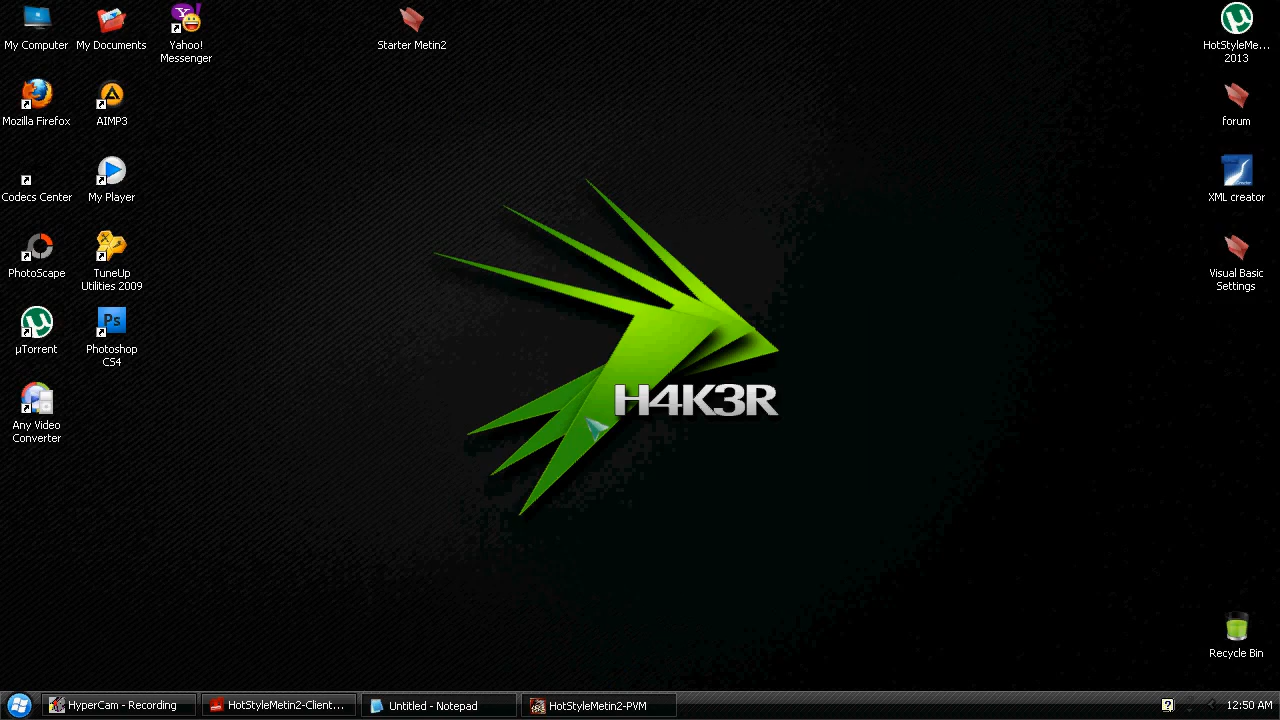 My Computer
My Documents
Yahoo!
Messenger
Starter Metin2
HotStyleMe...
2013
Mozilla Firefox
AIMP3
forum
Codecs Center
My Player
XML creator
PhotoScape
TuneUp
Utilities 2009
Visual Basic
Settings
µTorrent
Ps
Photoshop
CS4
Any Video
Converter
H4K3R
Recycle Bin
HyperCam - Recording
HotStyleMetin2-Client...
Untitled - Notepad
HotStyleMetin2-PVM
12:50 AM